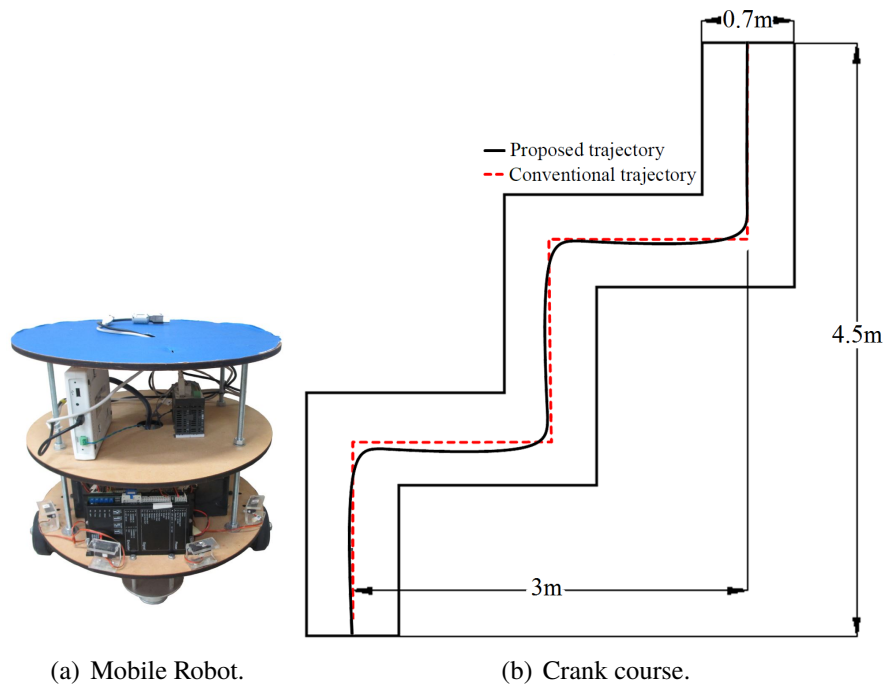 0.7m
Proposed trajectory
Conventional trajectory
4.5m
3m
(a) Mobile Robot.
(b) Crank course.